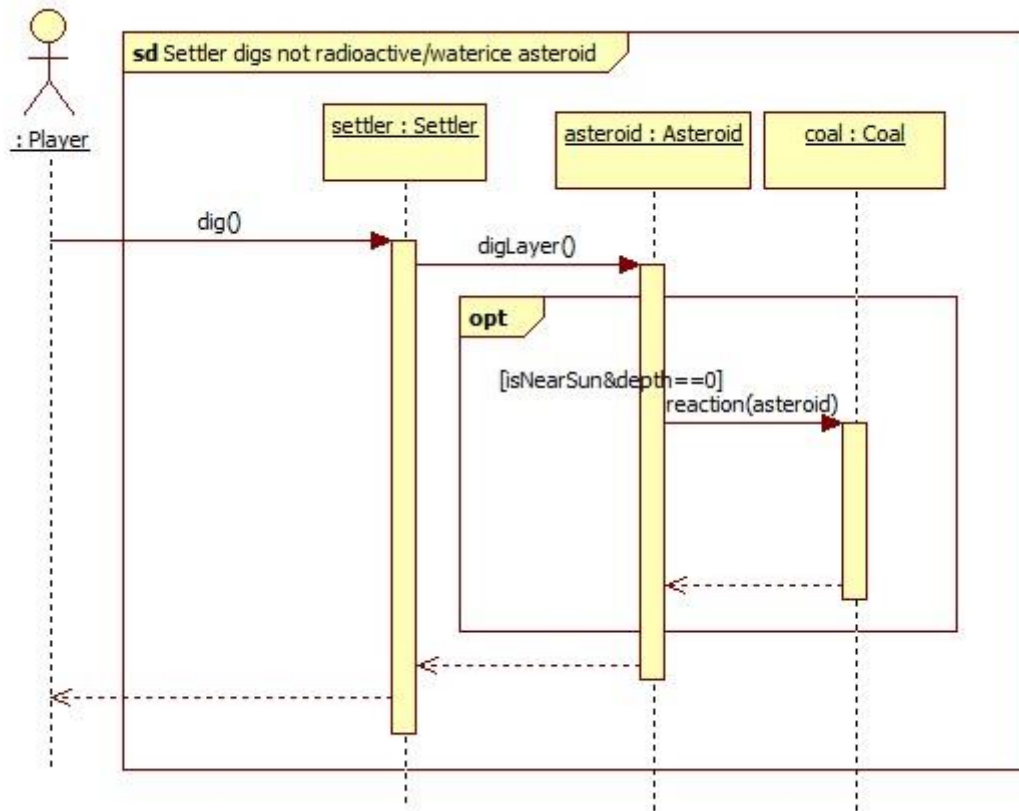 sd Settler digs not radioactive/waterice asteroid
: Player
settler : Settler
asteroid : Asteroid
coal : Coal
dig()
digLayer()
opt
[isNearSun&depth==0]
reaction(asteroid)